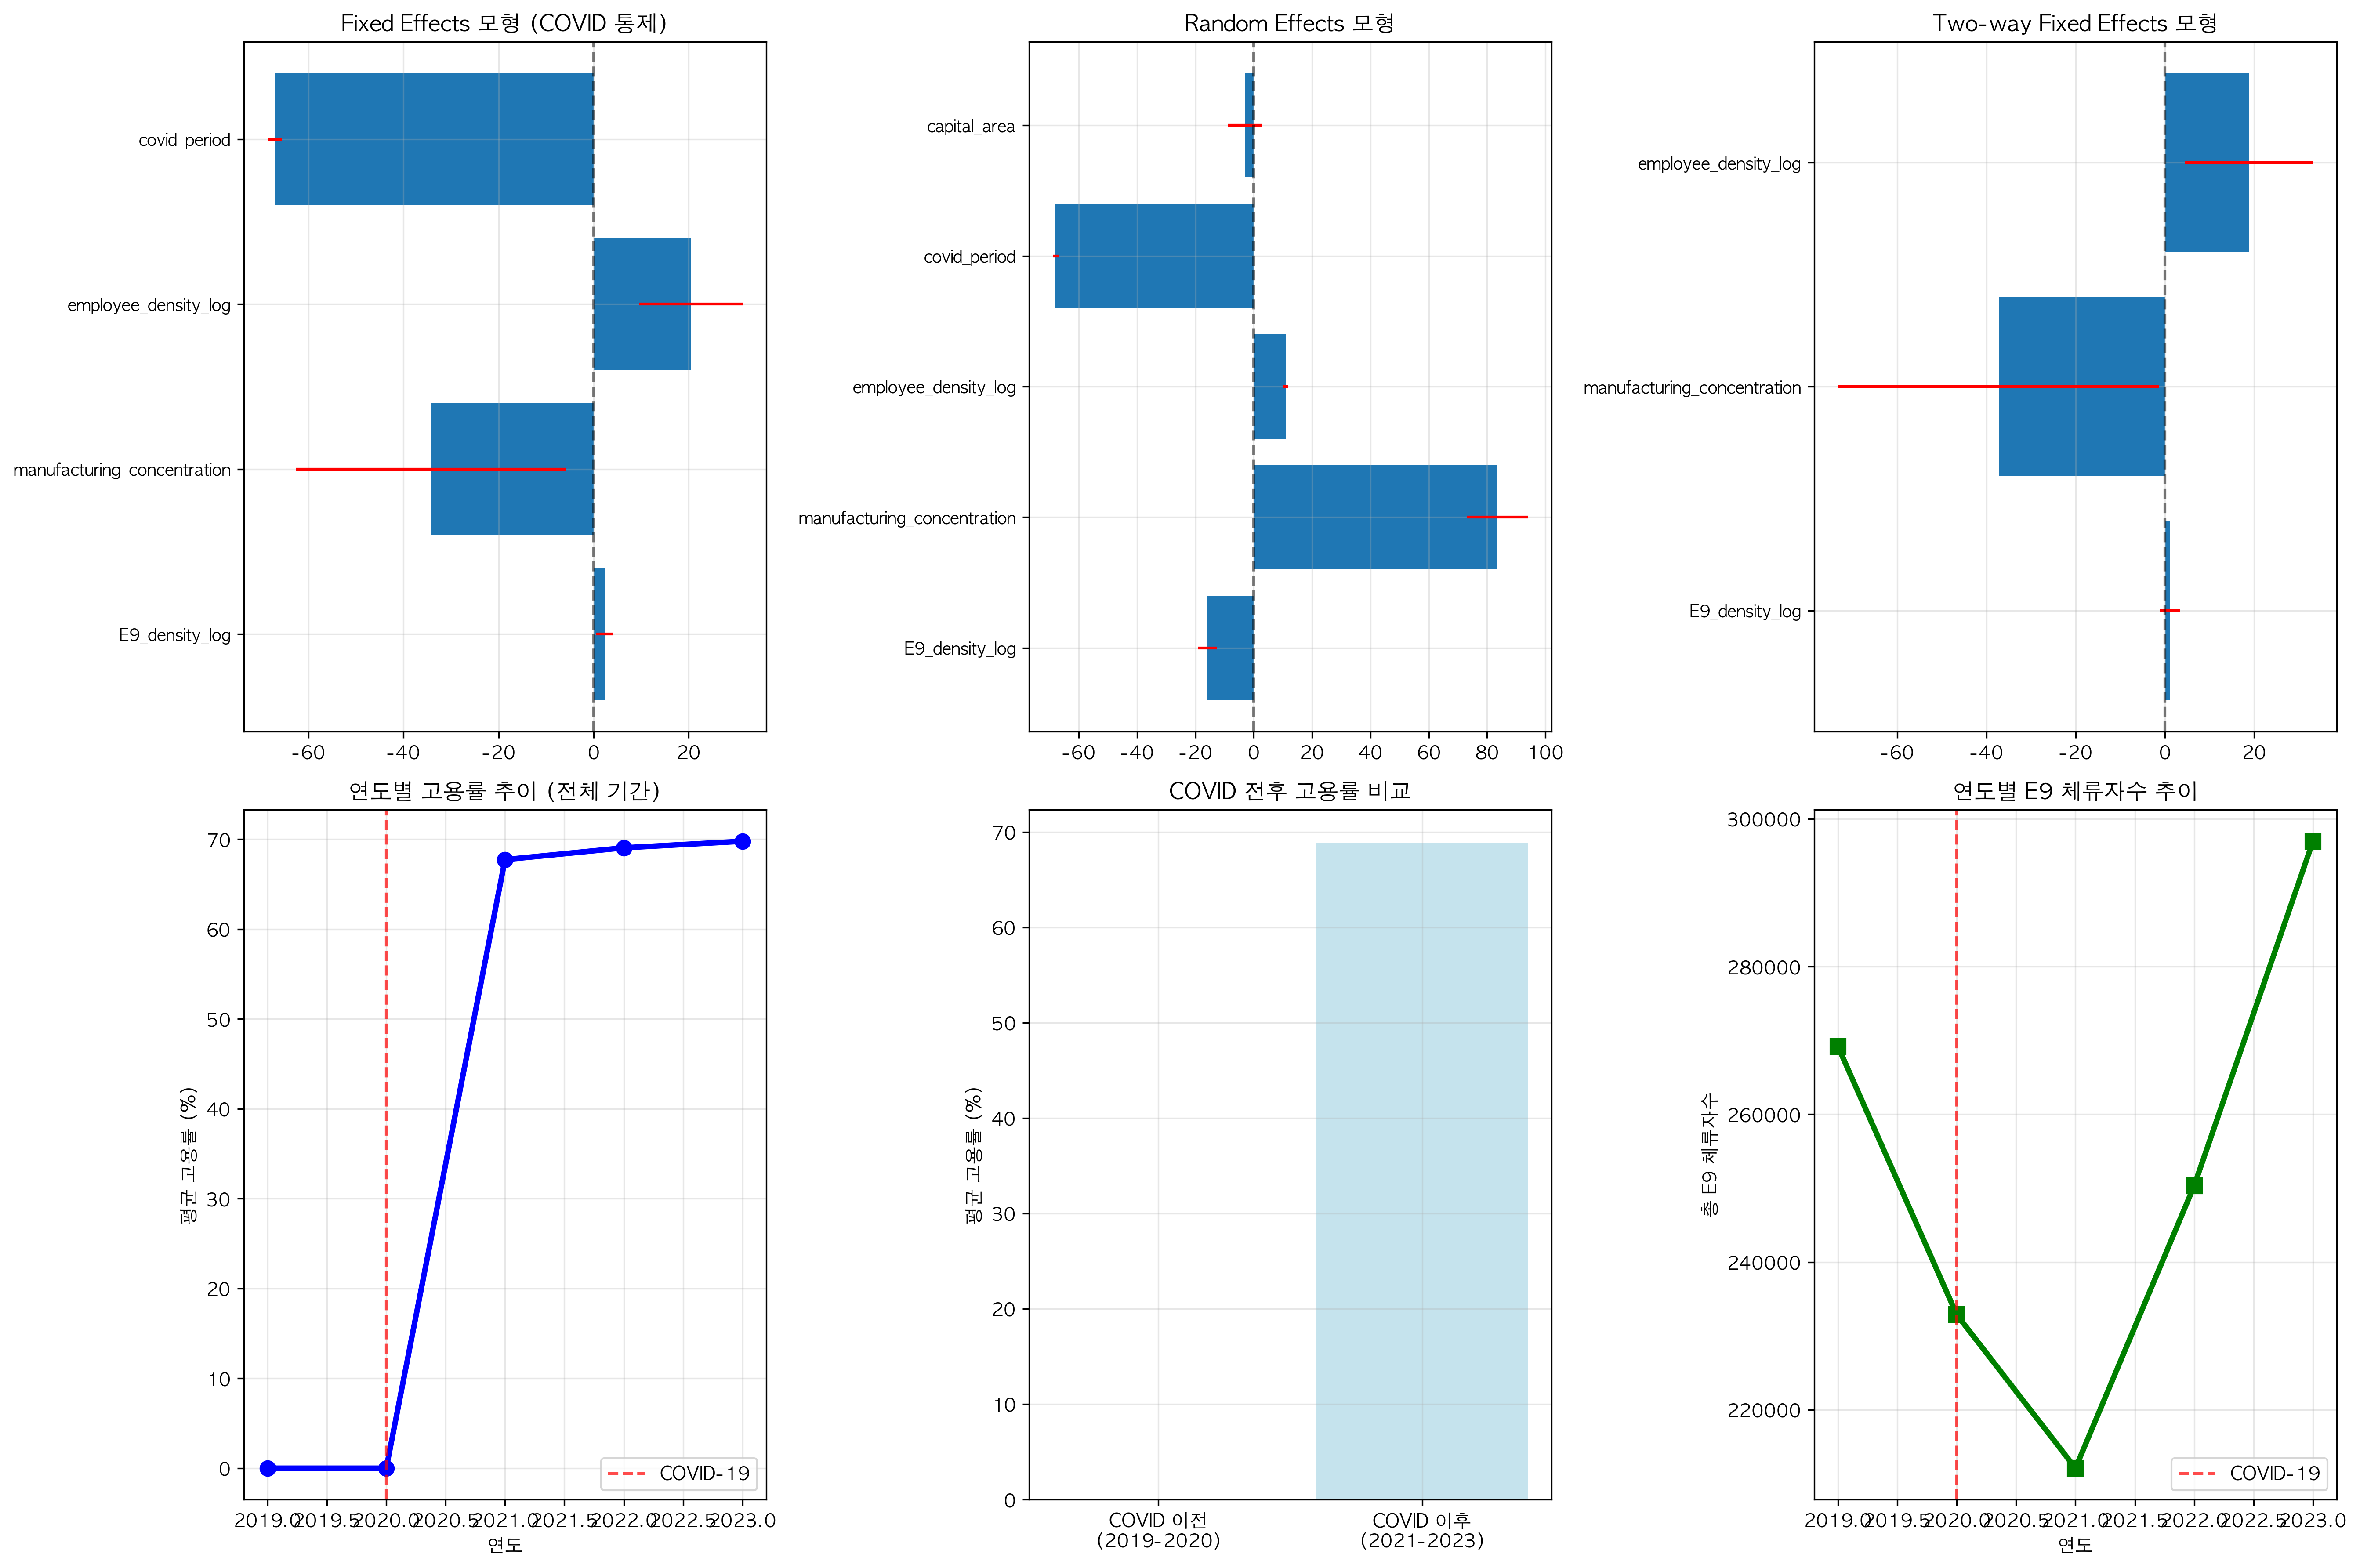 Fixed Effects 모형 (COVID 통제)
covid_period
employee_density_log
manufacturing_concentration
E9_density_log
-60 -40 -20 0 20
Random Effects 모형
capital_area
covid_period
employee_density_log
manufacturing_concentration
E9_density_log
-60 -40 -20 0 20 40 60 80 100
Two-way Fixed Effects 모형
employee_density_log
manufacturing_concentration
E9_density_log
-60 -40 -20 0 20
연도별 고용률 추이 (전체 기간)
평균 고용률 (%)
70
60
50
40
30
20
10
0
COVID-19
2019.0 2019.5 2020.0 2020.5 2021.0 2021.5 2022.0 2022.5 2023.0
연도
COVID 전후 고용률 비교
평균 고용률 (%)
70
60
50
40
30
20
10
0
COVID 이전
(2019-2020)
COVID 이후
(2021-2023)
연도별 E9 체류자수 추이
총 E9 체류자수
300000
280000
260000
240000
220000
COVID-19
2019.0 2019.5 2020.0 2020.5 2021.0 2021.5 2022.0 2022.5 2023.0
연도